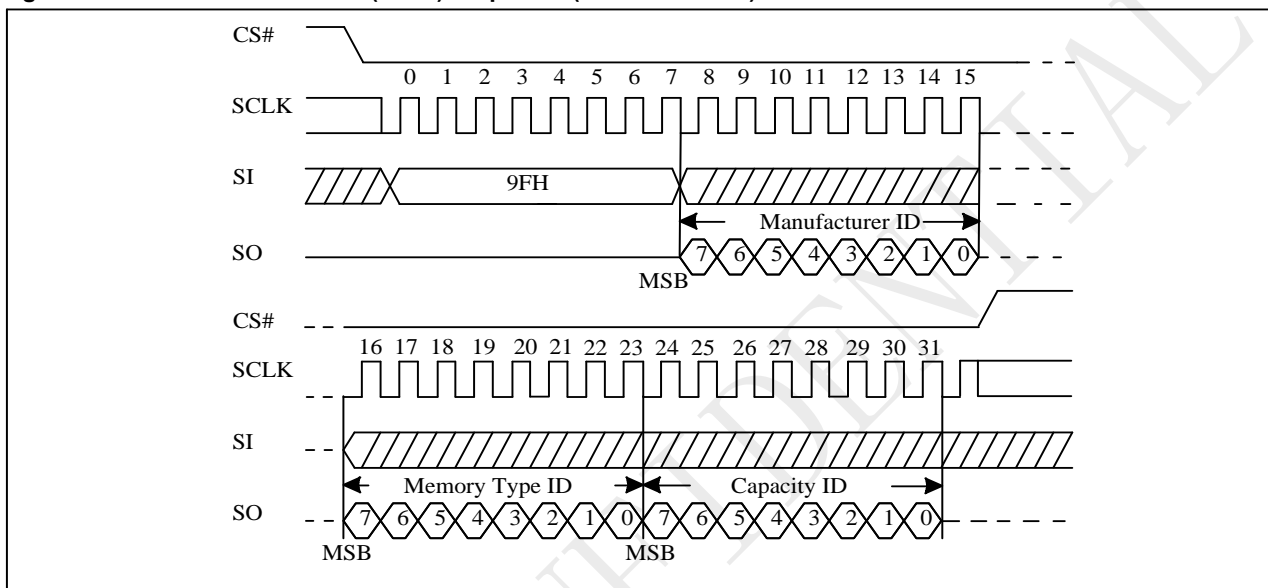 CS#
0 1 2 3 4 5 6 7 8 9 10 11 12 13 14 15
SCLK
SI
9FH
Manufacturer ID
SO
7 6 5 4 3 2 1 0
MSB
CS#
16 17 18 19 20 21 22 23 24 25 26 27 28 29 30 31
SCLK
SI
Memory Type ID Capacity ID
SO
7 6 5 4 3 2 1 0 7 6 5 4 3 2 1 0
MSB MSB